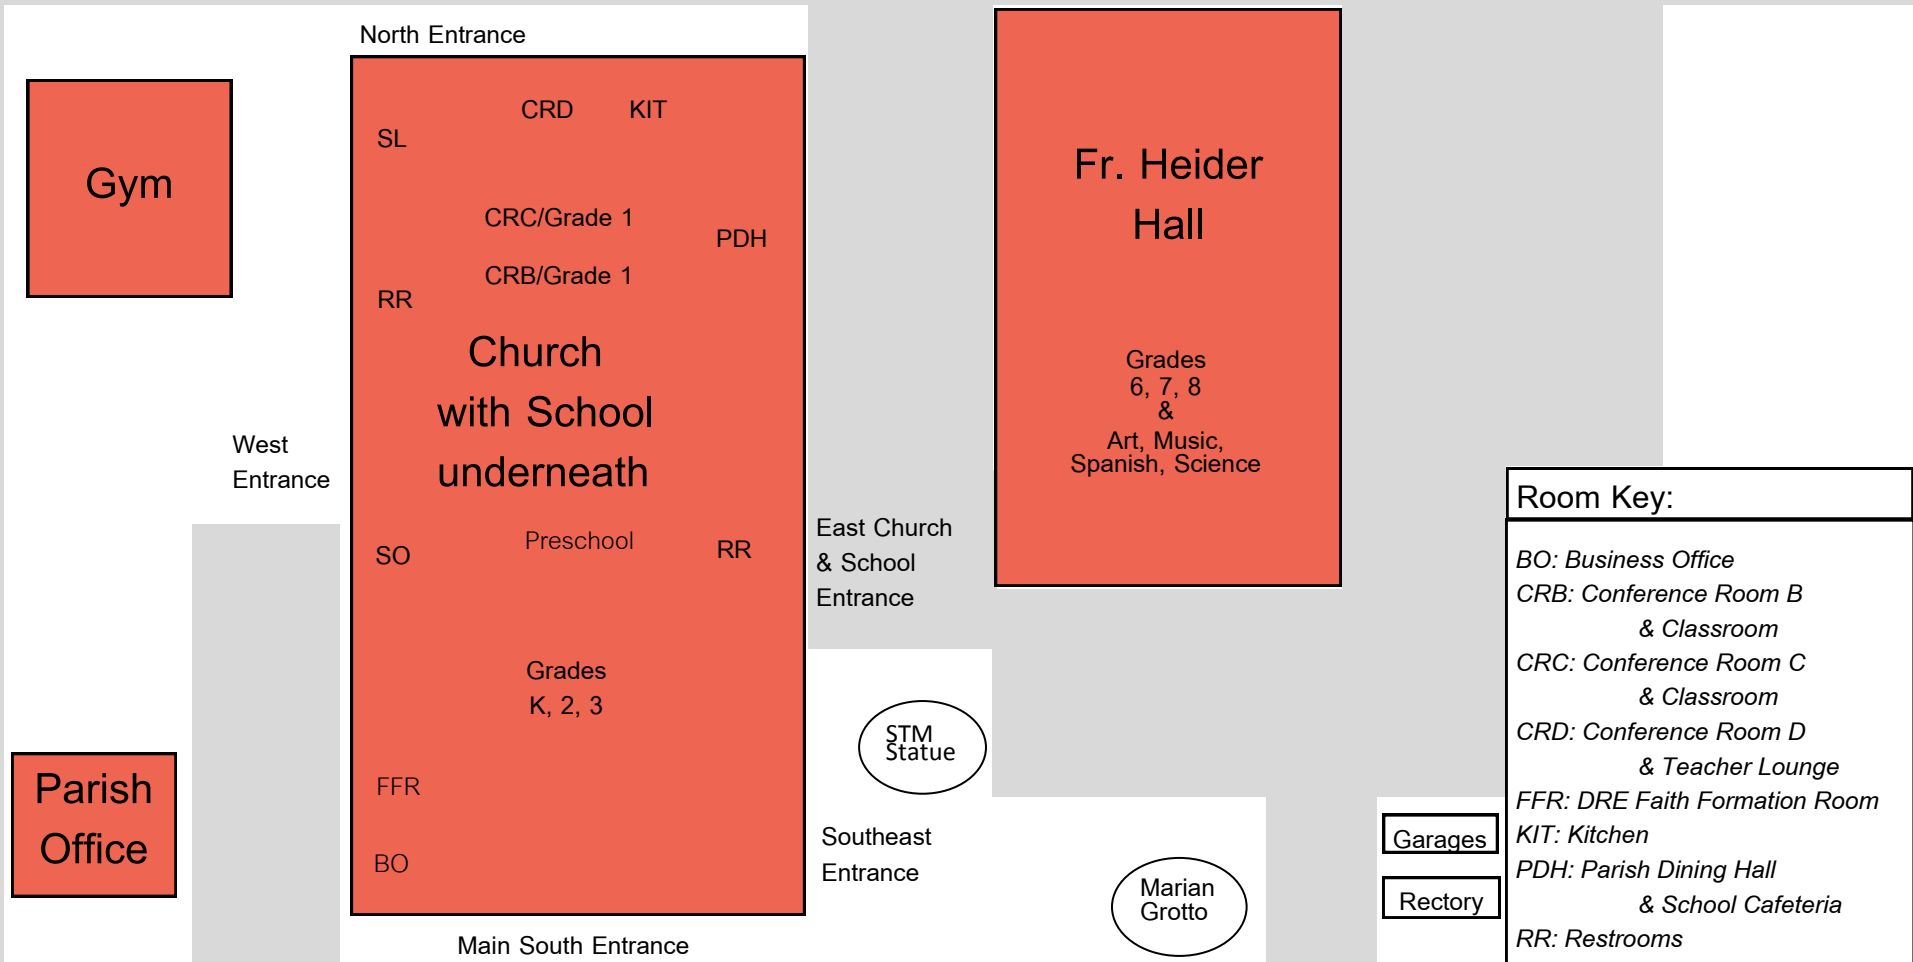 North Entrance
Gym
CRD
KIT
SL
CRC/Grade 1
PDH
CRB/Grade 1
RR
Church
with School
underneath
West
Entrance
SO
Preschool
RR
East Church
& School
Entrance
Grades
K, 2, 3
FFR
BO
Parish
Office
Main South Entrance
Southeast
Entrance
STM
Statue
Marian
Grotto
Fr. Heider
Hall
Grades
6, 7, 8
&
Art, Music,
Spanish, Science
Garages
Rectory
Room Key:
BO: Business Office
CRB: Conference Room B
& Classroom
CRC: Conference Room C
& Classroom
CRD: Conference Room D
& Teacher Lounge
FFR: DRE Faith Formation Room
KIT: Kitchen
PDH: Parish Dining Hall
& School Cafeteria
RR: Restrooms